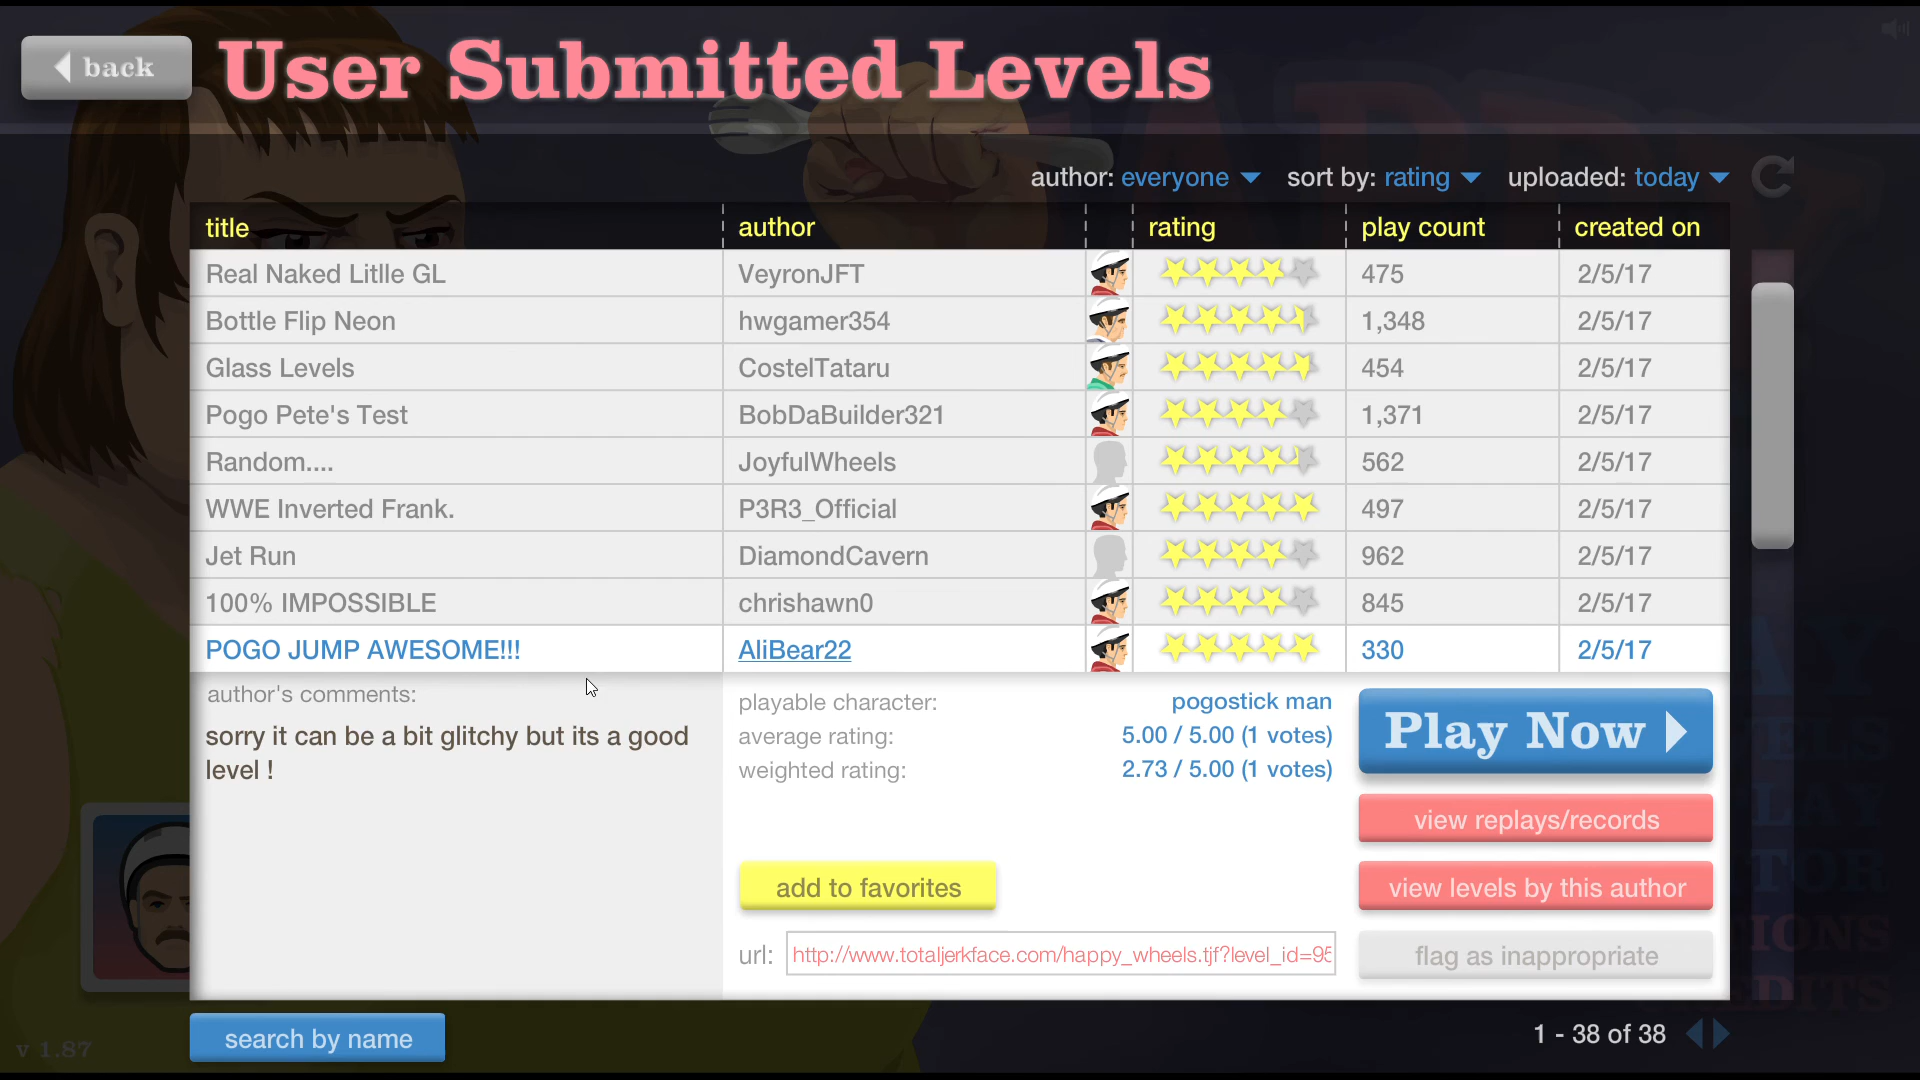 back
User Submitted Levels
author: everyone sort by: rating uploaded: today
title author rating play count created on
Real Naked Litlle GL VeyronJFT 475 2/5/17
Bottle Flip Neon hwgamer354 1,348 2/5/17
Glass Levels CostelTataru 454 2/5/17
Pogo Pete's Test BobDaBuilder321 1,371 2/5/17
Random.... JoyfulWheels 562 2/5/17
WWE Inverted Frank. P3R3_Official 497 2/5/17
Jet Run DiamondCavern 962 2/5/17
100% IMPOSSIBLE chrishawn0 845 2/5/17
POGO JUMP AWESOME!!! AliBear22 330 2/5/17
author's comments:
sorry it can be a bit glitchy but its a good
level !
playable character: pogostick man
average rating: 5.00 / 5.00 (1 votes)
weighted rating: 2.73 / 5.00 (1 votes)
Play Now
view replays/records
add to favorites
view levels by this author
url: http://www.totaljerkface.com/happy_wheels.tjf?level_id=95
flag as inappropriate
search by name
1 - 38 of 38
v 1.87